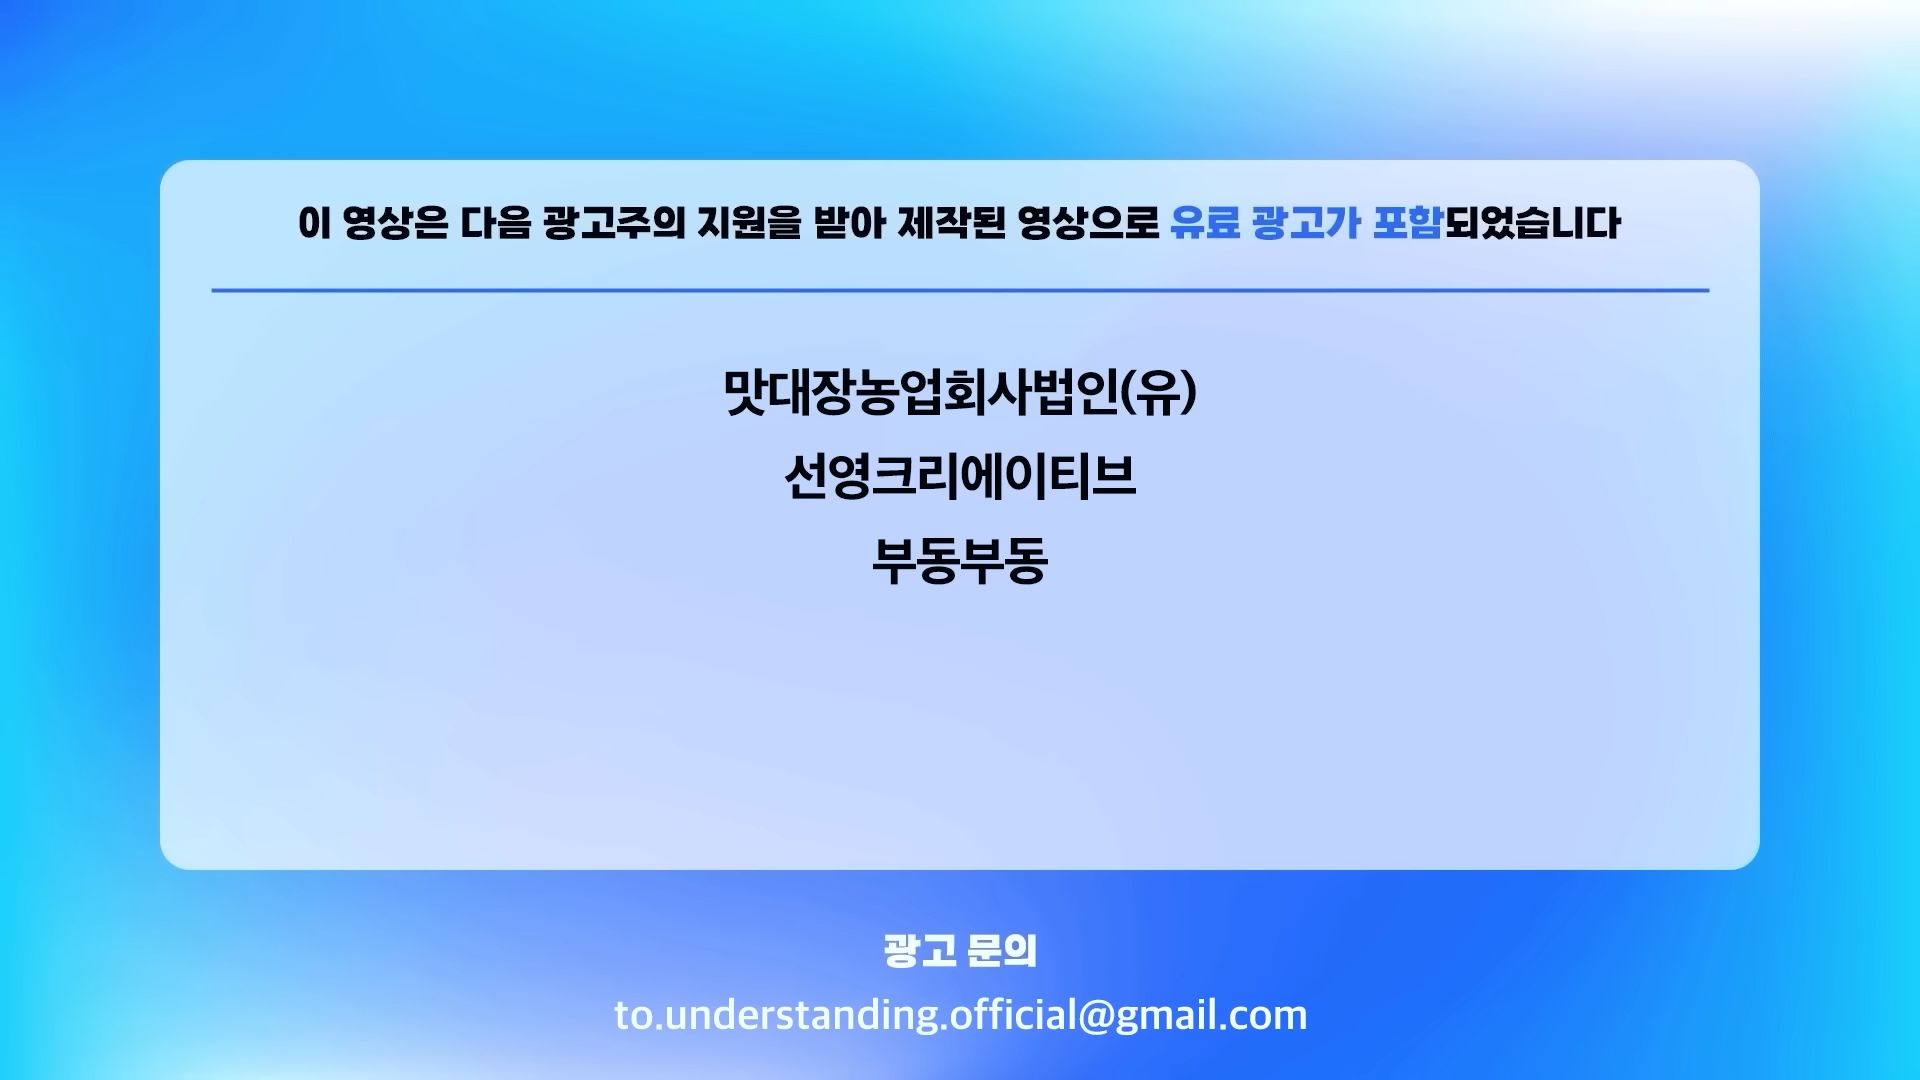 이 영상은 다음 광고주의 지원을 받아 제작된 영상으로 유료 광고가 포함되었습니다
맛대장농업회사법인(유)
선영크리에이티브
부동부동
광고 문의
to.understanding.official@gmail.com